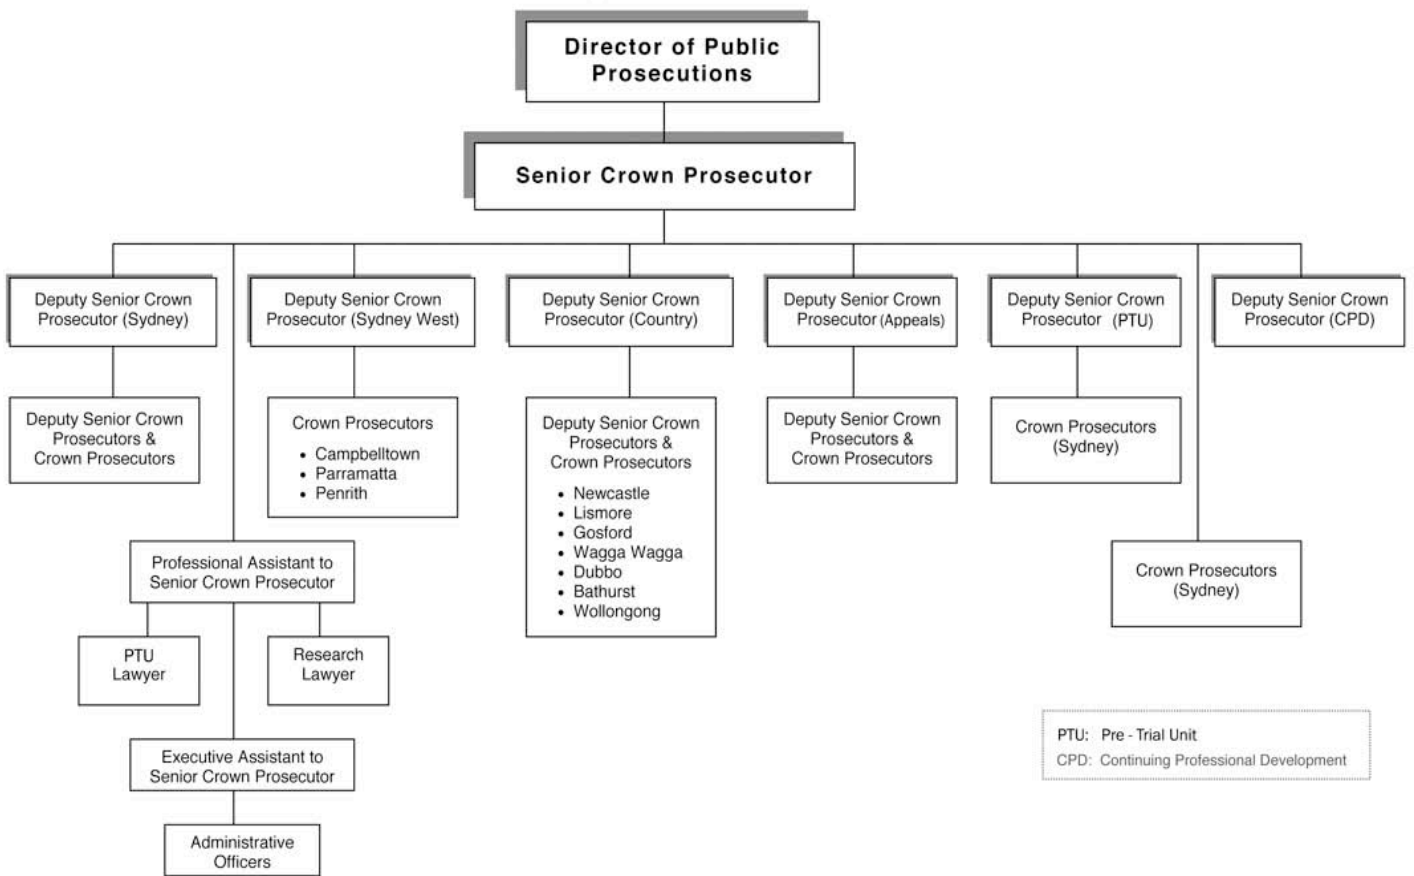 Director of Public
Prosecutions
Senior Crown Prosecutor
Deputy Senior Crown
Prosecutor (Sydney)
Deputy Senior Crown
Prosecutor (Sydney West)
Deputy Senior Crown
Prosecutor (Country)
Deputy Senior Crown
Prosecutor (Appeals)
Deputy Senior Crown
Prosecutor (PTU)
Deputy Senior Crown
Prosecutor (CPD)
Deputy Senior Crown
Prosecutors &
Crown Prosecutors
Crown Prosecutors
• Campbelltown
• Parramatta
• Penrith
Deputy Senior Crown
Prosecutors &
Crown Prosecutors
• Newcastle
• Lismore
• Gosford
• Wagga Wagga
• Dubbo
• Bathurst
• Wollongong
Deputy Senior Crown
Prosecutors &
Crown Prosecutors
Crown Prosecutors
(Sydney)
Professional Assistant to
Senior Crown Prosecutor
Crown Prosecutors
(Sydney)
PTU
Lawyer
Research
Lawyer
Executive Assistant to
Senior Crown Prosecutor
Administrative
Officers
PTU: Pre - Trial Unit
CPD: Continuing Professional Development